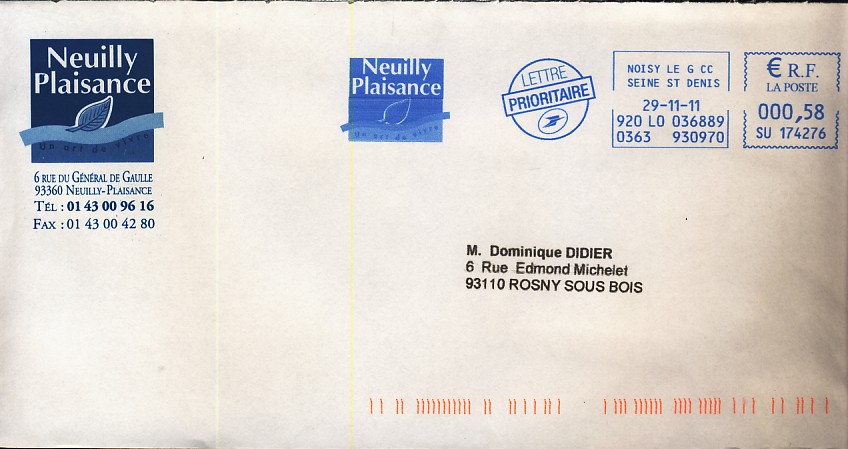 Neuilly
Plaisance
Un art de vivre
6 RUE DU GÉNÉRAL DE GAULLE
93360 NEUILLY-PLAISANCE
TÉL : 01 43 00 96 16
FAX : 01 43 00 42 80
Neuilly
Plaisance
Un art de vivre
LETTRE
PRIORITAIRE
NOISY LE G CC
SEINE ST DENIS
29-11-11
920 LO 036889
0363 930970
€ R.F.
LA POSTE
000,58
SU 174276
M. Dominique DIDIER
6 Rue Edmond Michelet
93110 ROSNY SOUS BOIS